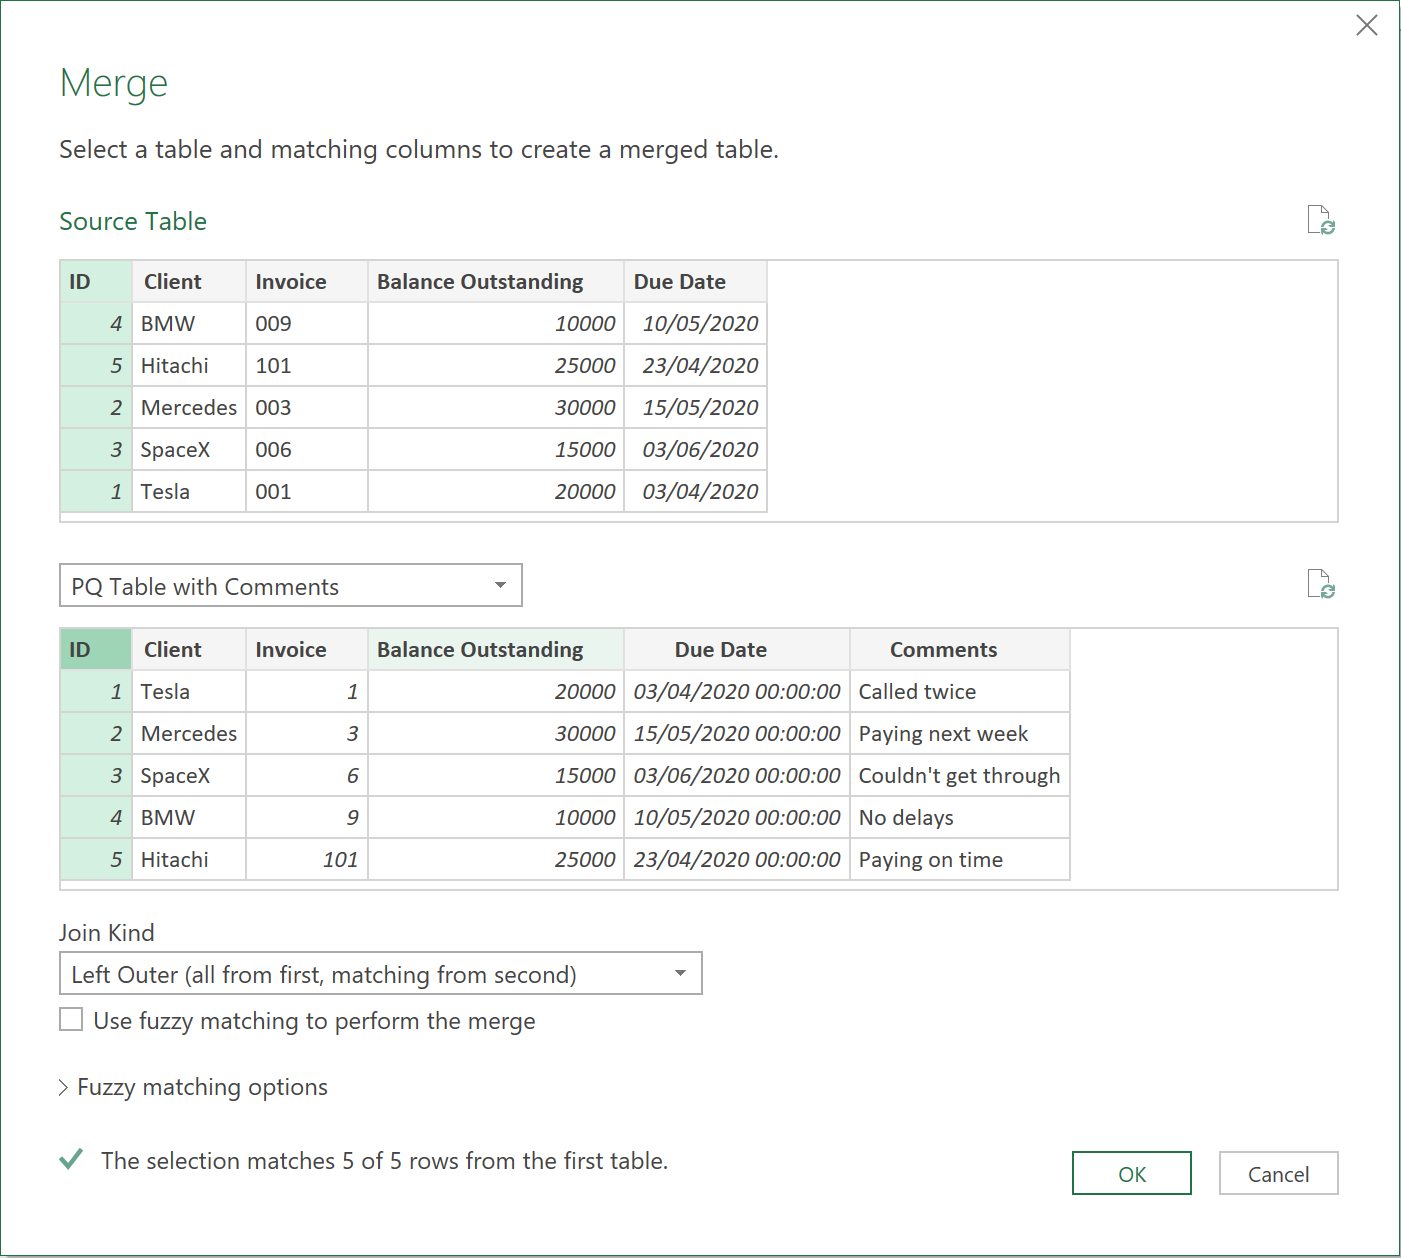 Merge
Select a table and matching columns to create a merged table.
Source Table
ID Client Invoice Balance Outstanding Due Date
4 BMW 009 10000 10/05/2020
5 Hitachi 101 25000 23/04/2020
2 Mercedes 003 30000 15/05/2020
3 SpaceX 006 15000 03/06/2020
1 Tesla 001 20000 03/04/2020
PQ Table with Comments
ID Client Invoice Balance Outstanding Due Date Comments
1 Tesla 1 20000 03/04/2020 00:00:00 Called twice
2 Mercedes 3 30000 15/05/2020 00:00:00 Paying next week
3 SpaceX 6 15000 03/06/2020 00:00:00 Couldn't get through
4 BMW 9 10000 10/05/2020 00:00:00 No delays
5 Hitachi 101 25000 23/04/2020 00:00:00 Paying on time
Join Kind
Left Outer (all from first, matching from second)
Use fuzzy matching to perform the merge
Fuzzy matching options
The selection matches 5 of 5 rows from the first table.
OK Cancel